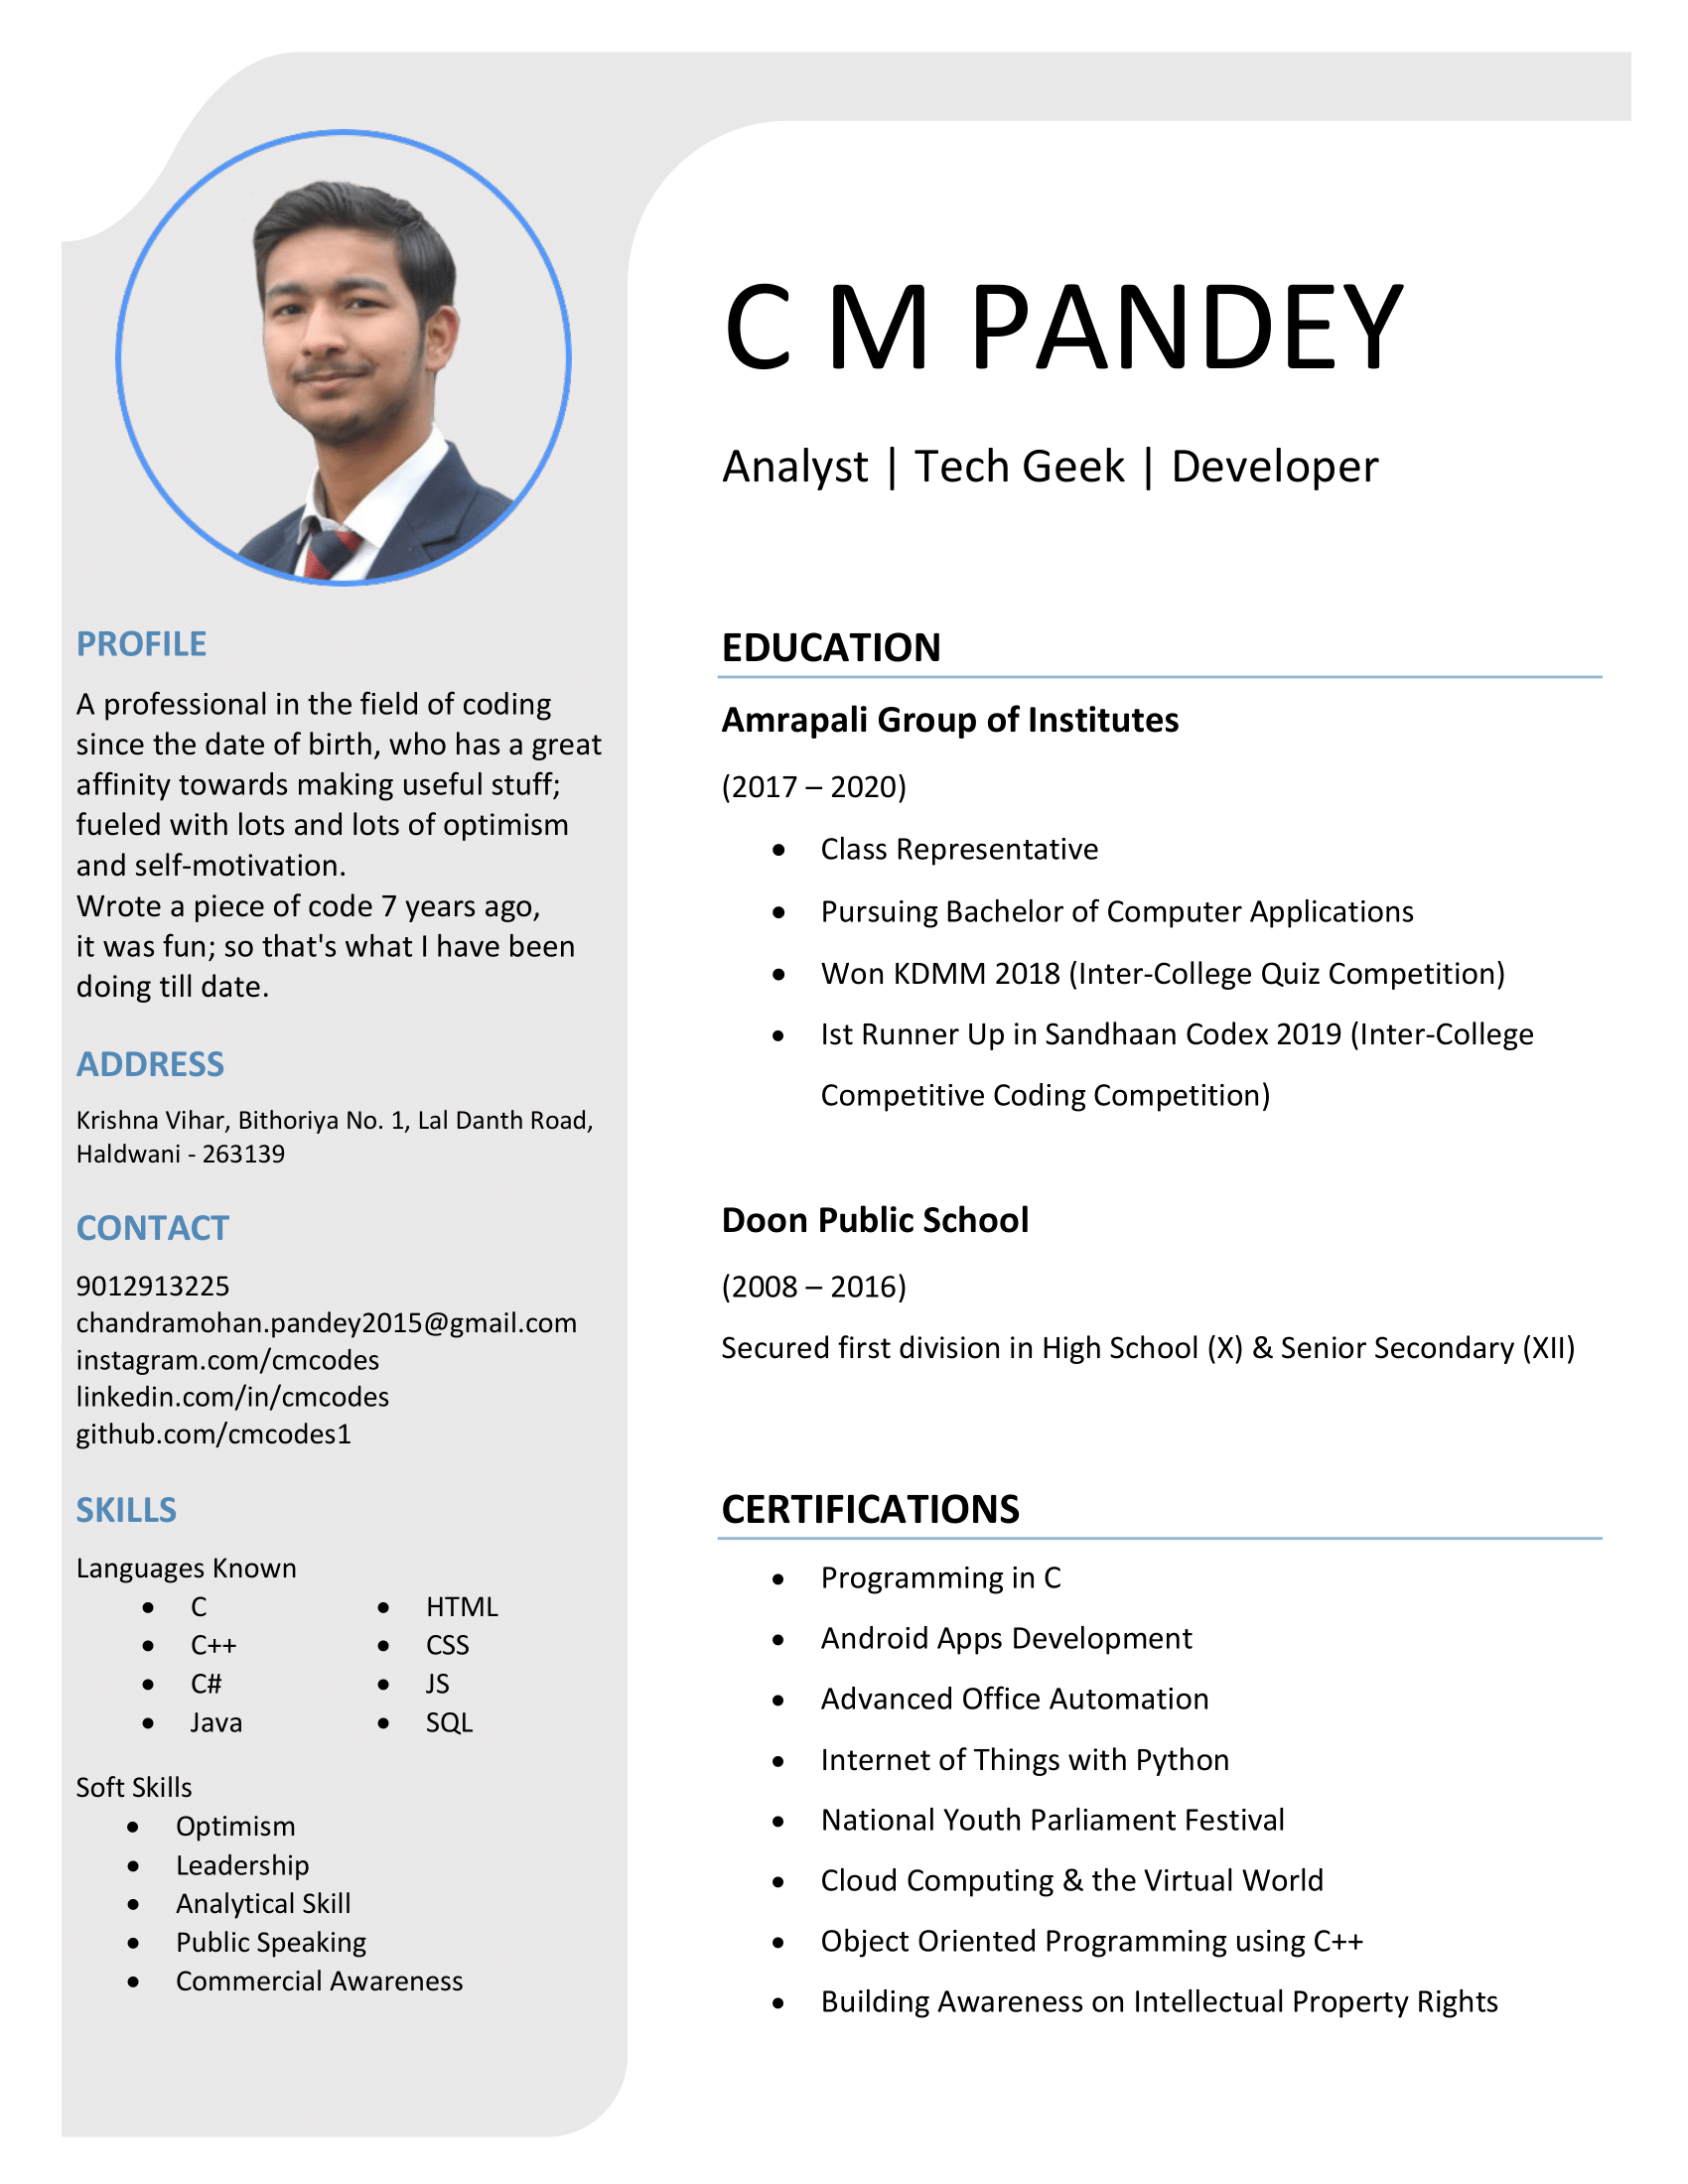 C M PANDEY
Analyst | Tech Geek | Developer
PROFILE
A professional in the field of coding
since the date of birth, who has a great
affinity towards making useful stuff;
fueled with lots and lots of optimism
and self-motivation.
Wrote a piece of code 7 years ago,
it was fun; so that's what I have been
doing till date.
ADDRESS
Krishna Vihar, Bithoriya No. 1, Lal Danth Road,
Haldwani - 263139
CONTACT
9012913225
chandramohan.pandey2015@gmail.com
instagram.com/cmcodes
linkedin.com/in/cmcodes
github.com/cmcodes1
SKILLS
Languages Known
• C
• C++
• C#
• Java
• HTML
• CSS
• JS
• SQL
Soft Skills
• Optimism
• Leadership
• Analytical Skill
• Public Speaking
• Commercial Awareness
EDUCATION
Amrapali Group of Institutes
(2017 – 2020)
• Class Representative
• Pursuing Bachelor of Computer Applications
• Won KDMM 2018 (Inter-College Quiz Competition)
• Ist Runner Up in Sandhaan Codex 2019 (Inter-College
Competitive Coding Competition)
Doon Public School
(2008 – 2016)
Secured first division in High School (X) & Senior Secondary (XII)
CERTIFICATIONS
• Programming in C
• Android Apps Development
• Advanced Office Automation
• Internet of Things with Python
• National Youth Parliament Festival
• Cloud Computing & the Virtual World
• Object Oriented Programming using C++
• Building Awareness on Intellectual Property Rights